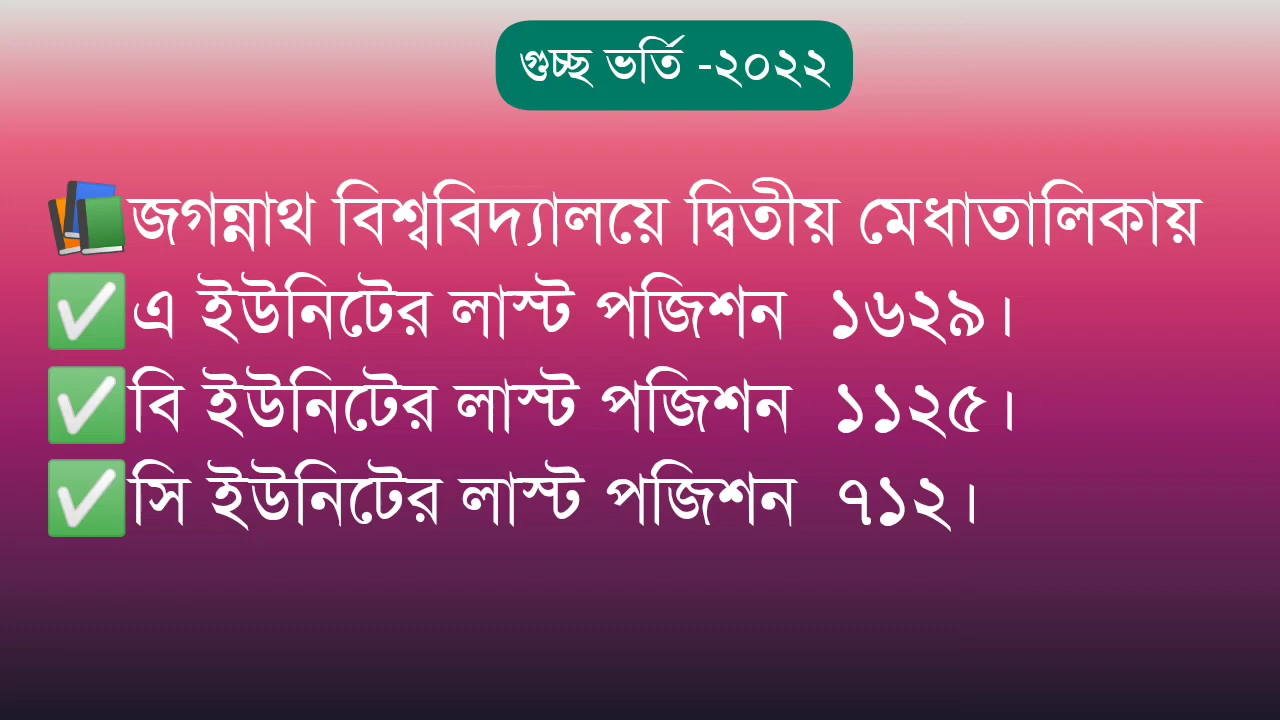 গুচ্ছ ভর্তি -২০২২
📚জগন্নাথ বিশ্ববিদ্যালয়ে দ্বিতীয় মেধাতালিকায়
✅এ ইউনিটের লাস্ট পজিশন ১৬২৯।
✅বি ইউনিটের লাস্ট পজিশন ১১২৫।
✅সি ইউনিটের লাস্ট পজিশন ৭১২।